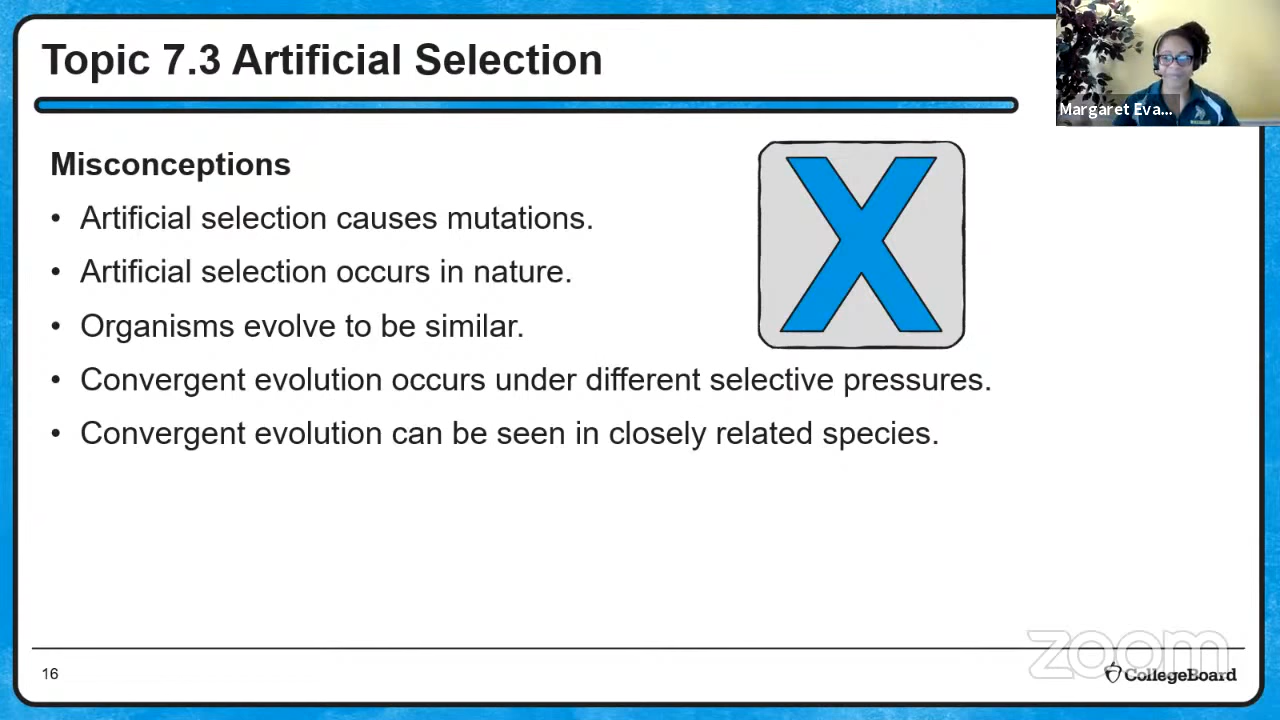 Topic 7.3 Artificial Selection
Margaret Eva...
Misconceptions
• Artificial selection causes mutations.
• Artificial selection occurs in nature.
• Organisms evolve to be similar.
• Convergent evolution occurs under different selective pressures.
• Convergent evolution can be seen in closely related species.
X
zoom
16
CollegeBoard